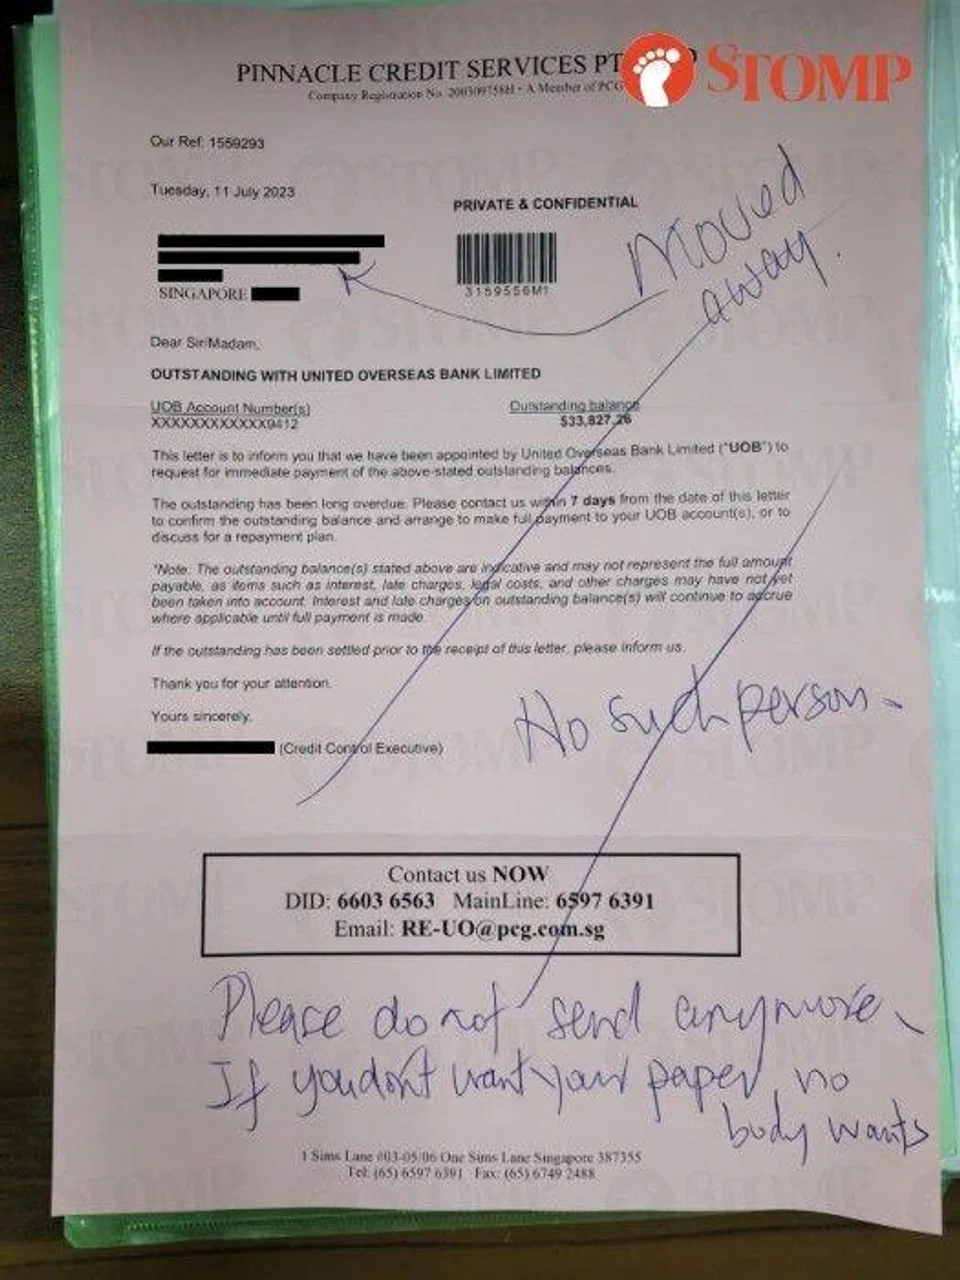 STOMP
PINNACLE CREDIT SERVICES PT
Company Registration No. 200309758H • A Member of PCG
Our Ref: 1559293
Tuesday, 11 July 2023
PRIVATE & CONFIDENTIAL
Moved
away.
3159556M1
SINGAPORE
Dear Sir/Madam,
OUTSTANDING WITH UNITED OVERSEAS BANK LIMITED
UOB Account Number(s) Outstanding balance
XXXXXXXXXXXX9412 $33,827.26
This letter is to inform you that we have been appointed by United Overseas Bank Limited ("UOB") to
request for immediate payment of the above-stated outstanding balances.
The outstanding has been long overdue. Please contact us within 7 days from the date of this letter
to confirm the outstanding balance and arrange to make full payment to your UOB account(s), or to
discuss for a repayment plan.
*Note: The outstanding balance(s) stated above are indicative and may not represent the full amount
payable, as items such as interest, late charges, legal costs, and other charges may have not yet
been taken into account. Interest and late charges on outstanding balance(s) will continue to accrue
where applicable until full payment is made.
If the outstanding has been settled prior to the receipt of this letter, please inform us.
Thank you for your attention.
Yours sincerely,
No such person.
(Credit Control Executive)
Contact us NOW
DID: 6603 6563 MainLine: 6597 6391
Email: RE-UO@pcg.com.sg
Please do not send anymore.
If you don't want your paper, no
body wants
1 Sims Lane #03-05/06 One Sims Lane Singapore 387355
Tel: (65) 6597 6391 Fax: (65) 6749 2488